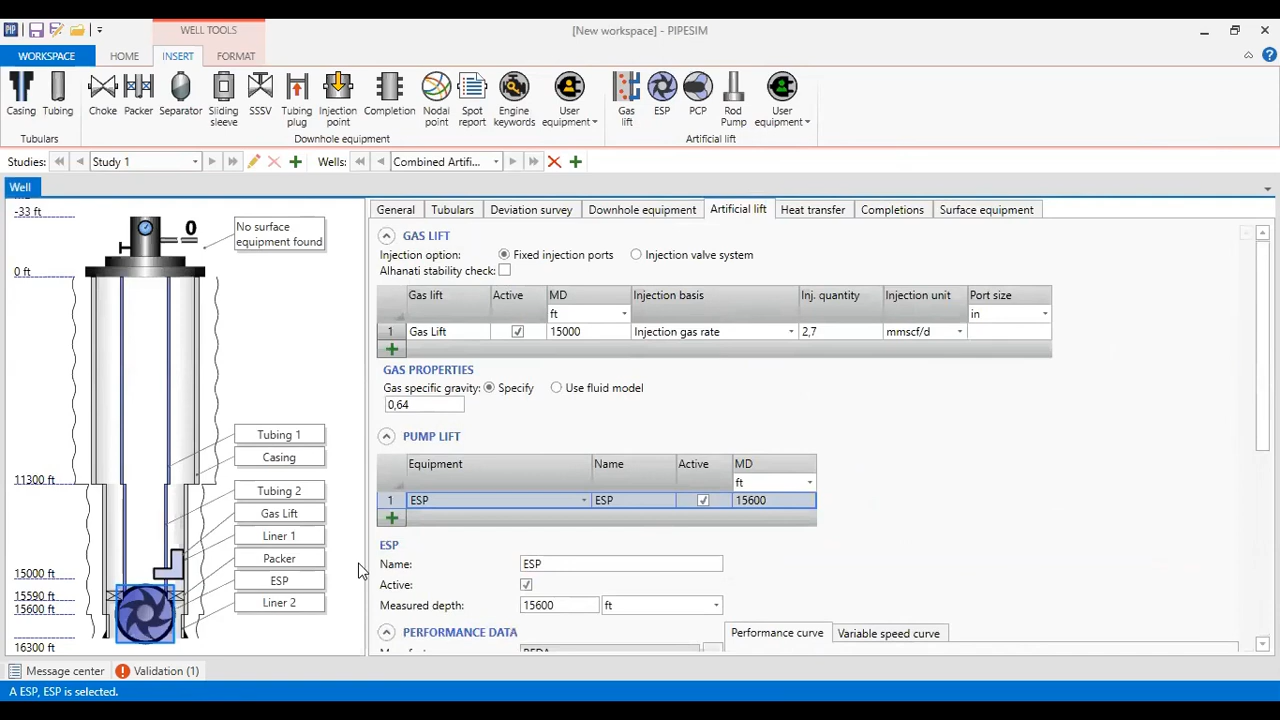 PIP
WELL TOOLS
[New workspace] - PIPESIM
WORKSPACE HOME INSERT FORMAT
Casing Tubing Choke Packer Separator Sliding sleeve SSSV Tubing plug Injection point Completion Nodal point Spot report Engine keywords User equipment Gas lift ESP PCP Rod Pump User equipment
Tubulars Downhole equipment Artificial lift
Studies: Study 1 Wells: Combined Artifi...
Well
General Tubulars Deviation survey Downhole equipment Artificial lift Heat transfer Completions Surface equipment
-33 ft
0
No surface equipment found
0 ft
Tubing 1
Casing
11300 ft
Tubing 2
Gas Lift
Liner 1
Packer
15000 ft
ESP
15590 ft
15600 ft
Liner 2
16300 ft
GAS LIFT
Injection option: Fixed injection ports Injection valve system
Alhanati stability check:
Gas lift Active MD Injection basis Inj. quantity Injection unit Port size
ft in
1 Gas Lift 15000 Injection gas rate 2,7 mmscf/d
GAS PROPERTIES
Gas specific gravity: Specify Use fluid model
0,64
PUMP LIFT
Equipment Name Active MD
ft
1 ESP ESP 15600
ESP
Name: ESP
Active:
Measured depth: 15600 ft
PERFORMANCE DATA Performance curve Variable speed curve
Message center Validation (1)
A ESP, ESP is selected.